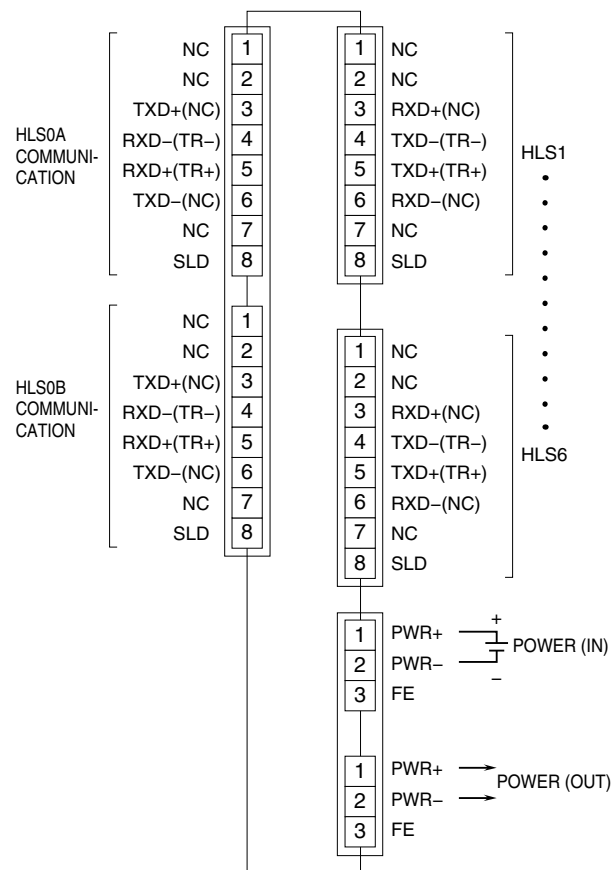 HLS0A
COMMUNI-
CATION
NC 1
NC 2
TXD+(NC) 3
RXD−(TR−) 4
RXD+(TR+) 5
TXD−(NC) 6
NC 7
SLD 8
HLS0B
COMMUNI-
CATION
NC 1
NC 2
TXD+(NC) 3
RXD−(TR−) 4
RXD+(TR+) 5
TXD−(NC) 6
NC 7
SLD 8
1 NC
2 NC
3 RXD+(NC)
4 TXD−(TR−)
5 TXD+(TR+)
6 RXD−(NC)
7 NC
8 SLD
HLS1
1 NC
2 NC
3 RXD+(NC)
4 TXD−(TR−)
5 TXD+(TR+)
6 RXD−(NC)
7 NC
8 SLD
HLS6
1 PWR+
2 PWR−
3 FE
+
POWER (IN)
−
1 PWR+
2 PWR−
3 FE
POWER (OUT)